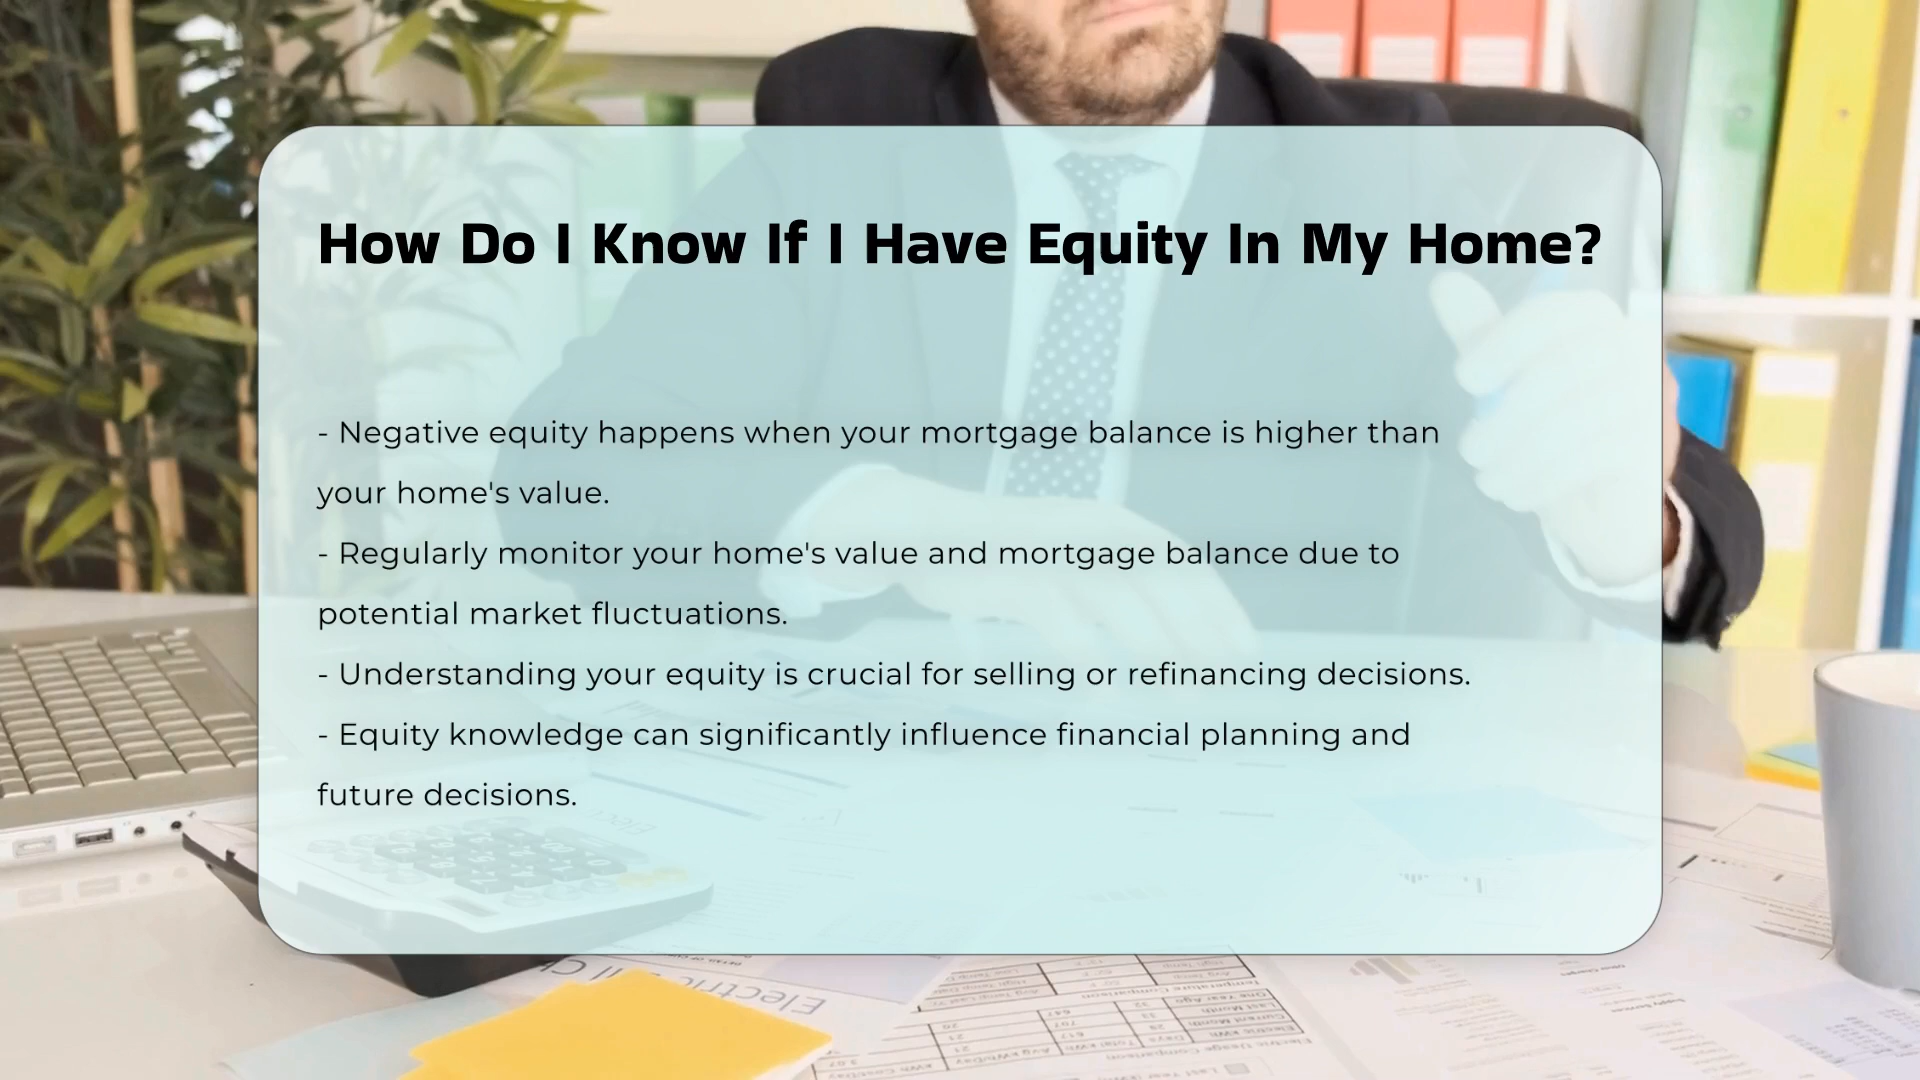 How Do I Know If I Have Equity In My Home?
- Negative equity happens when your mortgage balance is higher than
your home's value.
- Regularly monitor your home's value and mortgage balance due to
potential market fluctuations.
- Understanding your equity is crucial for selling or refinancing decisions.
- Equity knowledge can significantly influence financial planning and
future decisions.